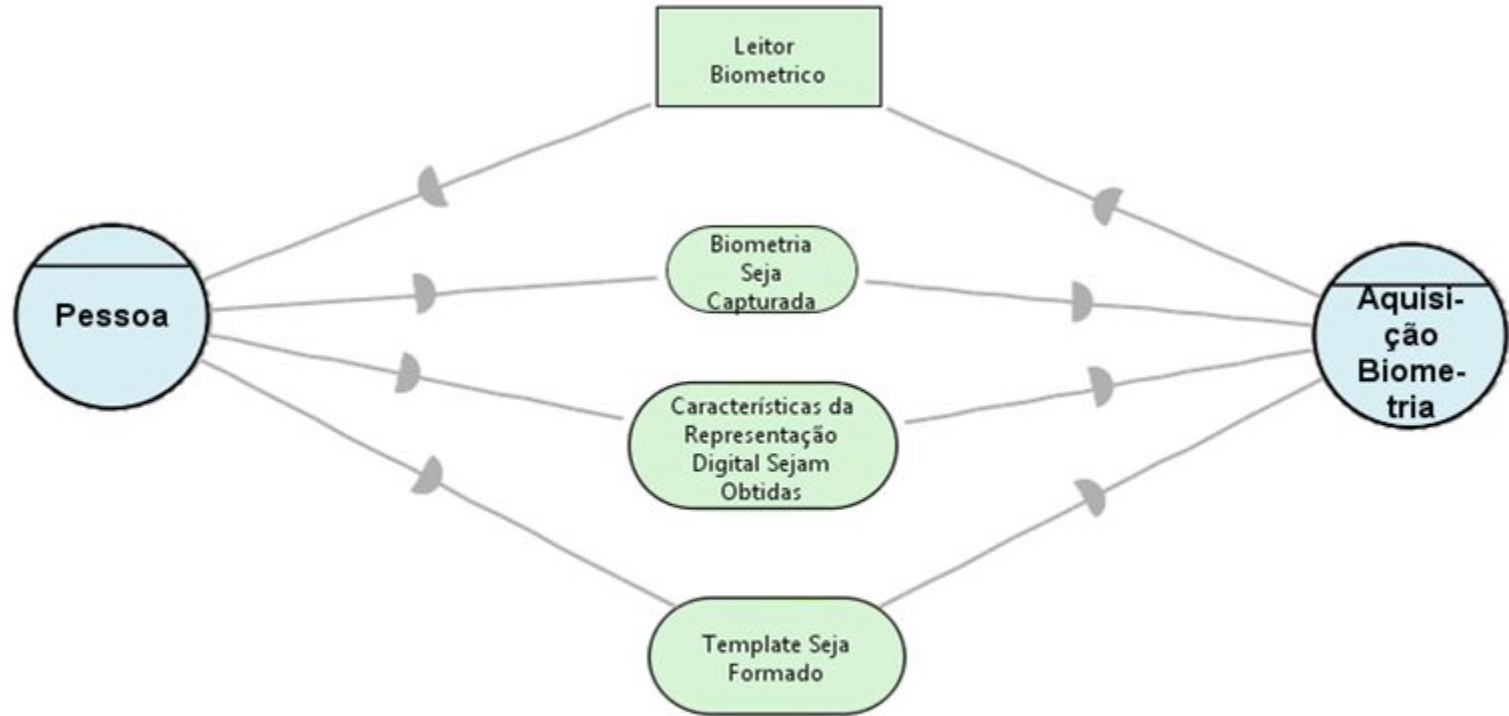 Leitor
Biometrico
Biometria
Seja
Capturada
Pessoa
Aquisi-
ção
Biome-
tria
Características da
Representação
Digital Sejam
Obtidas
Template Seja
Formado